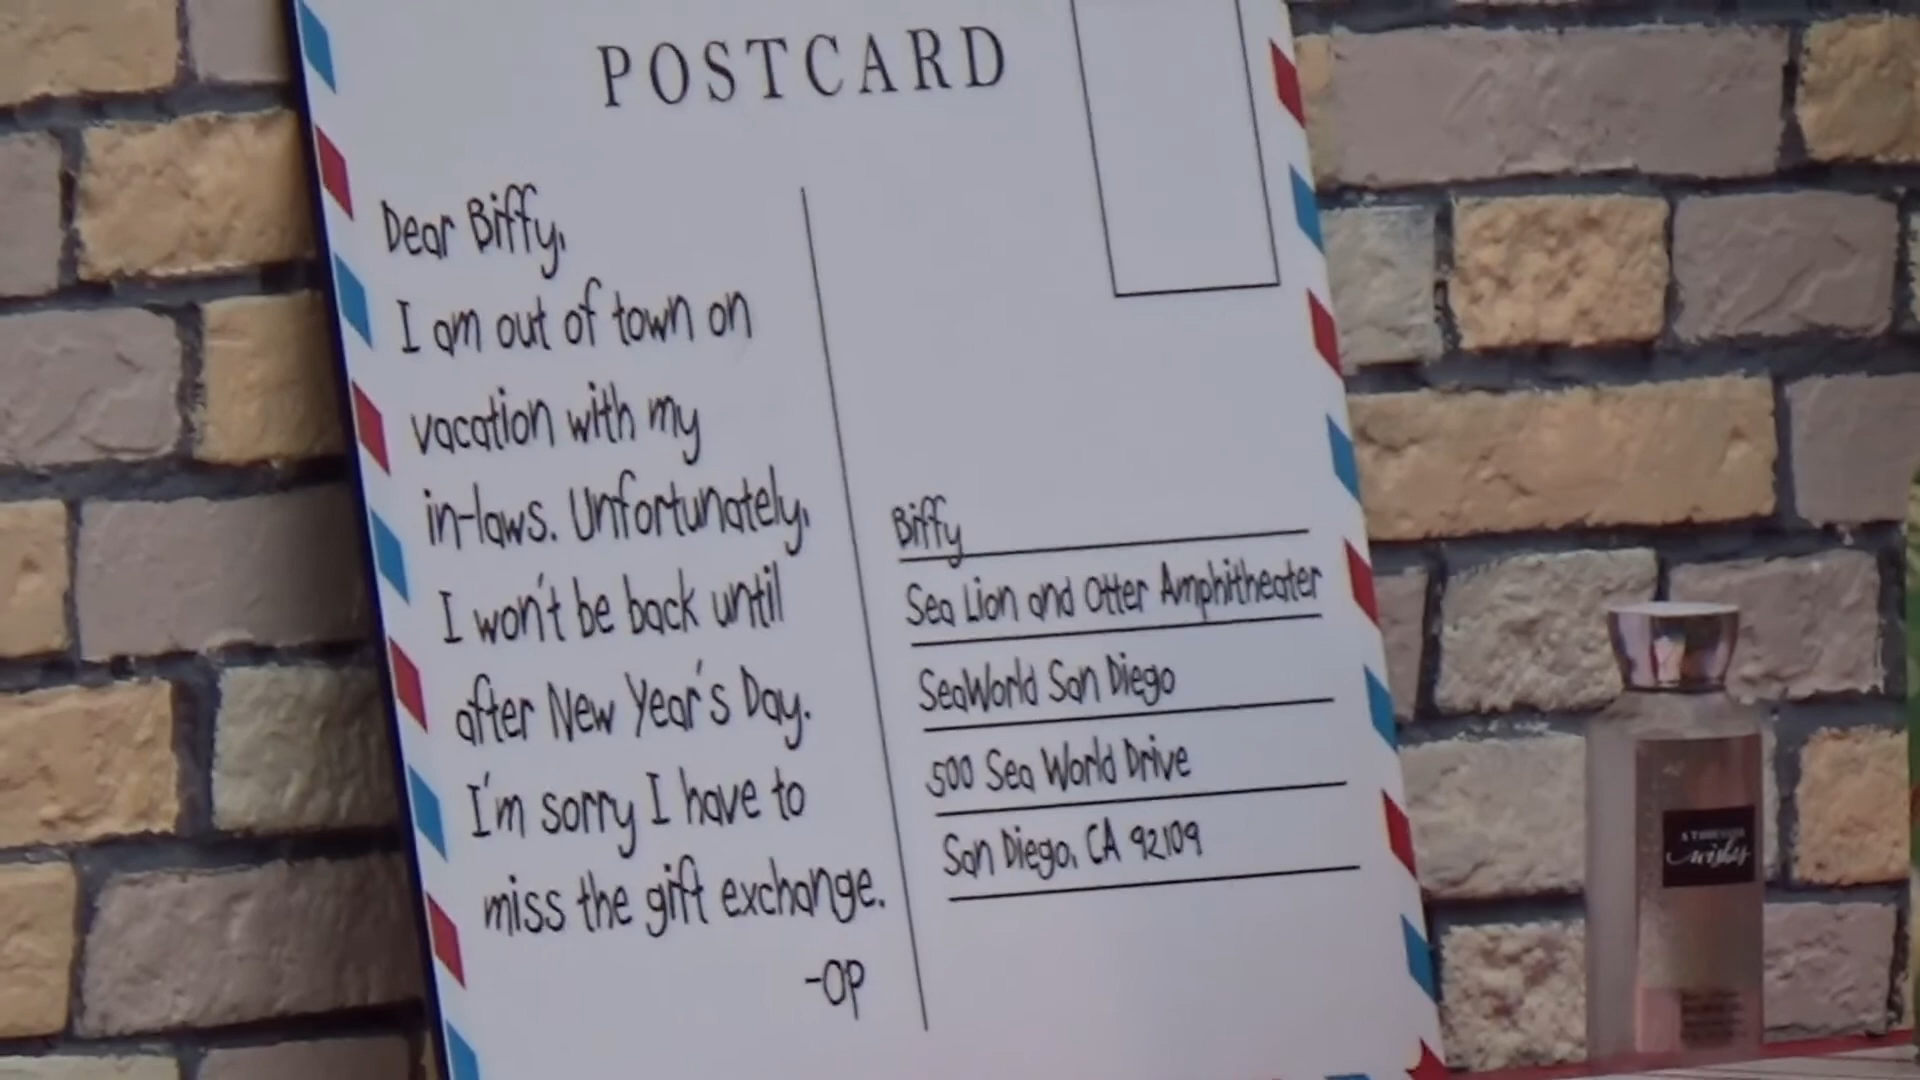 POSTCARD
Dear Biffy,
I am out of town on
vacation with my
in-laws. Unfortunately,
I won't be back until
after New Year's Day.
I'm sorry I have to
miss the gift exchange.
-OP
Biffy
Sea Lion and Otter Amphitheater
SeaWorld San Diego
500 Sea World Drive
San Diego, CA 92109
A THOUSAND
wishes